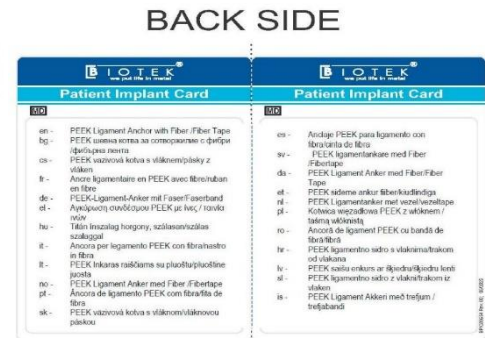 BACK SIDE
BIOTEK®
we put life in metal
Patient Implant Card
MD
en - PEEK Ligament Anchor with Fiber /Fiber Tape
bg - PEEK шевна котва за сотворжилие с фибри
/фибърна лента
cs - PEEK vazivová kotva s vláknem/pásky z
vláken
fr - Ancre ligamentaire en PEEK avec fibre/ruban
en fibre
de - PEEK-Ligament-Anker mit Faser/Faserband
el - Αγκύρωση συνδέσμου PEEK με ίνες / ταινία
ινών
hu - Titán Ínszalag horgony, szálasan/szálas
szalaggal
it - Ancora per legamento PEEK con fibra/nastro
in fibra
lt - PEEK Inkaras raiščiams su pluoštu/pluoštine
juosta
no - PEEK Ligament Anker med Fiber /Fibertape
pt - Âncora de ligamento PEEK com fibra/fita de
fibra
sk - PEEK väzivová kotva s vláknom/vláknovou
páskou
BIOTEK®
we put life in metal
Patient Implant Card
MD
es - Anclaje PEEK para ligamento con
fibra/cinta de fibra
sv - PEEK ligamentankare med Fiber
/Fibertape
da - PEEK Ligament Anker med Fiber/Fiber
Tape
et - PEEK sideme ankur fiiber/kiudlindiga
nl - PEEK Ligamentanker met vezel/vezeltape
pl - Kotwica więzadłowa PEEK z włóknem /
taśmą włóknistą
ro - Ancoră de ligament PEEK cu bandă de
fibră/fibră
hr - PEEK ligamentno sidro s vlaknima/trakom
od vlakana
lv - PEEK saišu enkurs ar šķiedru/šķiedru lenti
sl - PEEK ligamentno sidro z vlakni/trakom iz
vlaken
is - PEEK Ligament Akkeri með trefjum /
trefjabandi